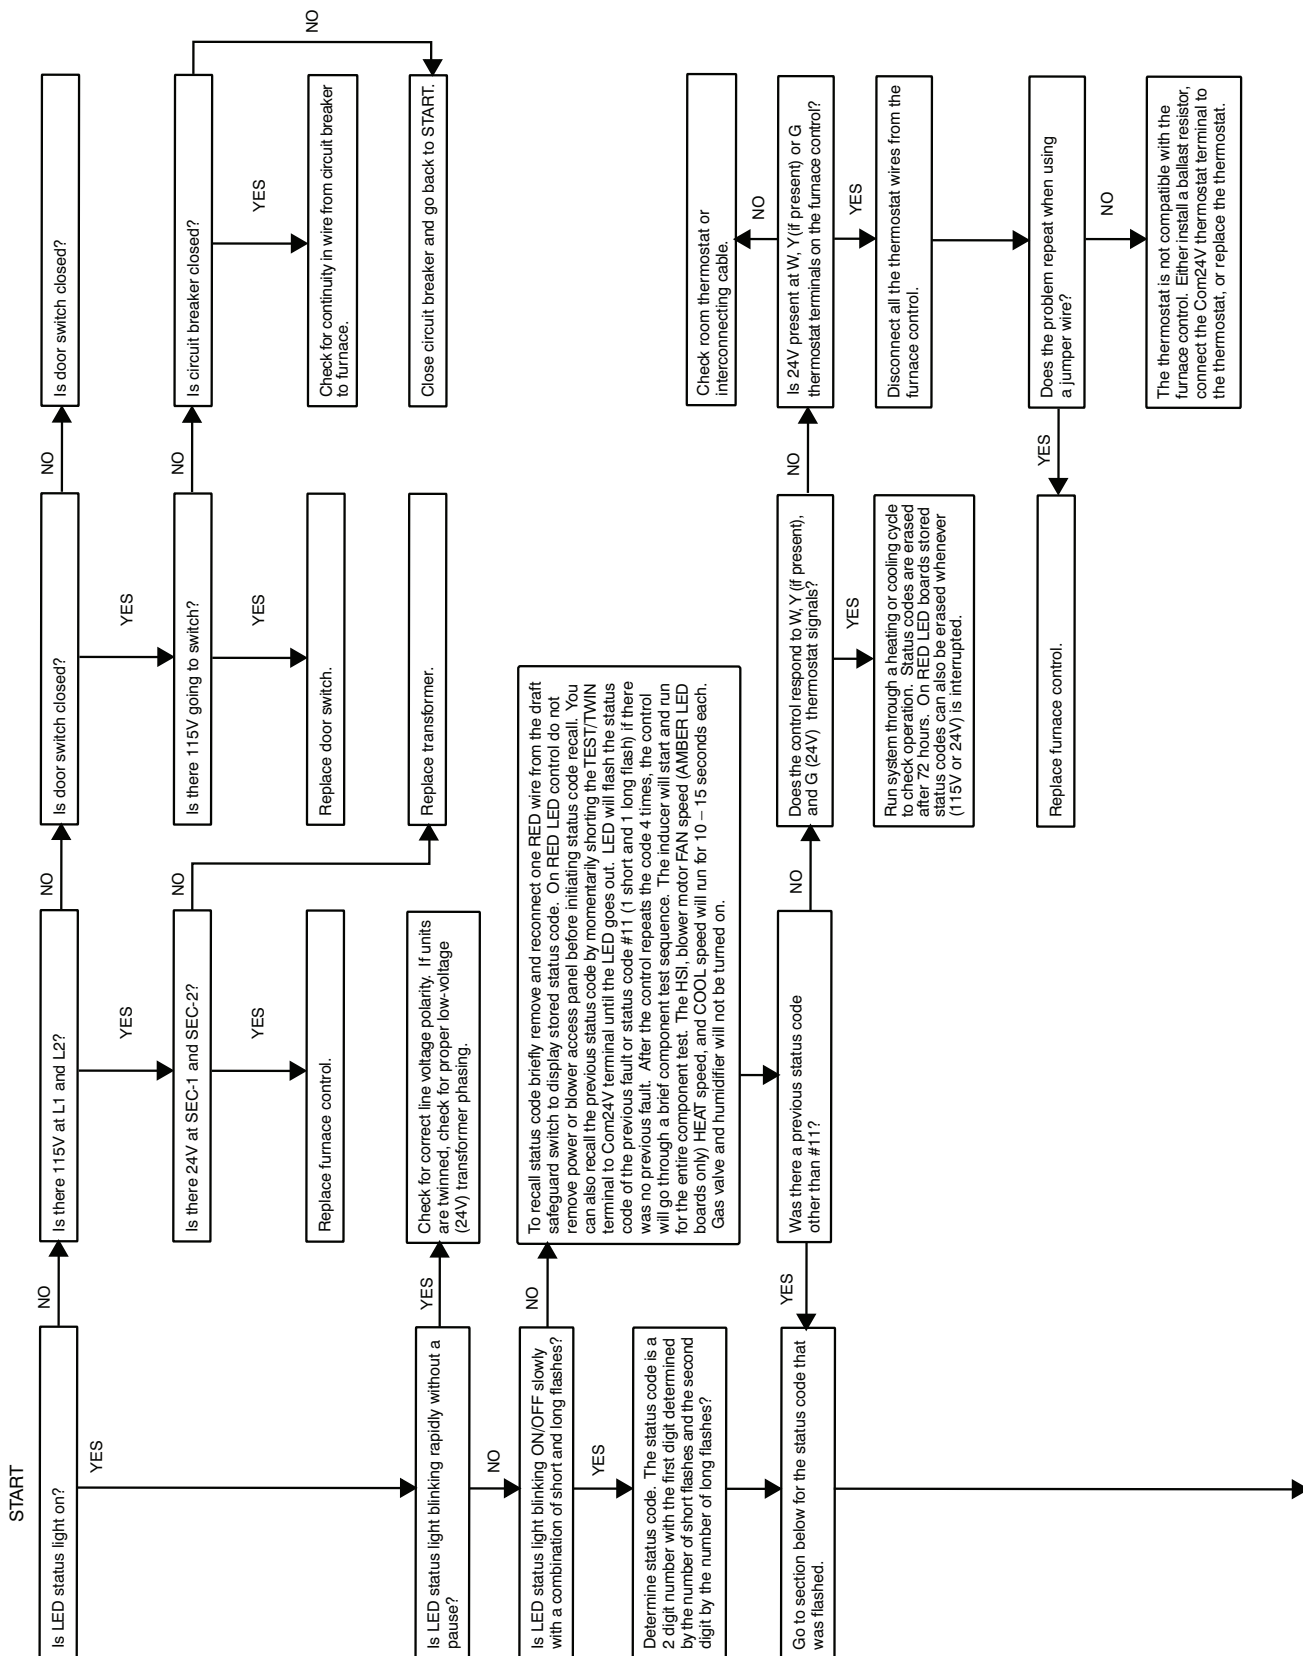 START
Is LED status light on?
NO
Is there 115V at L1 and L2?
NO
Is door switch closed?
NO
Is door switch closed?
YES
YES
YES
Is there 24V at SEC-1 and SEC-2?
NO
Is there 115V going to switch?
NO
Is circuit breaker closed?
NO
YES
YES
YES
Replace furnace control.
Replace door switch.
Check for continuity in wire from circuit breaker
to furnace.
Is LED status light blinking rapidly without a
pause?
YES
Check for correct line voltage polarity. If units
are twinned, check for proper low-voltage
(24V) transformer phasing.
Replace transformer.
Close circuit breaker and go back to START.
NO
Is LED status light blinking ON/OFF slowly
with a combination of short and long flashes?
NO
To recall status code briefly remove and reconnect one RED wire from the draft
safeguard switch to display stored status code. On RED LED control do not
remove power or blower access panel before initiating status code recall. You
can also recall the previous status code by momentarily shorting the TEST/TWIN
terminal to Com24V terminal until the LED goes out. LED will flash the status
code of the previous fault or status code #11 (1 short and 1 long flash) if there
was no previous fault. After the control repeats the code 4 times, the control
will go through a brief component test sequence. The inducer will start and run
for the entire component test. The HSI, blower motor FAN speed (AMBER LED
boards only) HEAT speed, and COOL speed will run for 10 – 15 seconds each.
Gas valve and humidifier will not be turned on.
YES
Determine status code. The status code is a
2 digit number with the first digit determined
by the number of short flashes and the second
digit by the number of long flashes?
Check room thermostat or
interconnecting cable.
NO
Go to section below for the status code that
was flashed.
YES
Was there a previous status code
other than #11?
NO
Does the control respond to W, Y (if present),
and G (24V) thermostat signals?
NO
Is 24V present at W, Y (if present) or G
thermostat terminals on the furnace control?
YES
YES
Run system through a heating or cooling cycle
to check operation. Status codes are erased
after 72 hours. On RED LED boards stored
status codes can also be erased whenever
(115V or 24V) is interrupted.
Disconnect all the thermostat wires from the
furnace control.
Replace furnace control.
YES
Does the problem repeat when using
a jumper wire?
NO
The thermostat is not compatible with the
furnace control. Either install a ballast resistor,
connect the Com24V thermostat terminal to
the thermostat, or replace the thermostat.